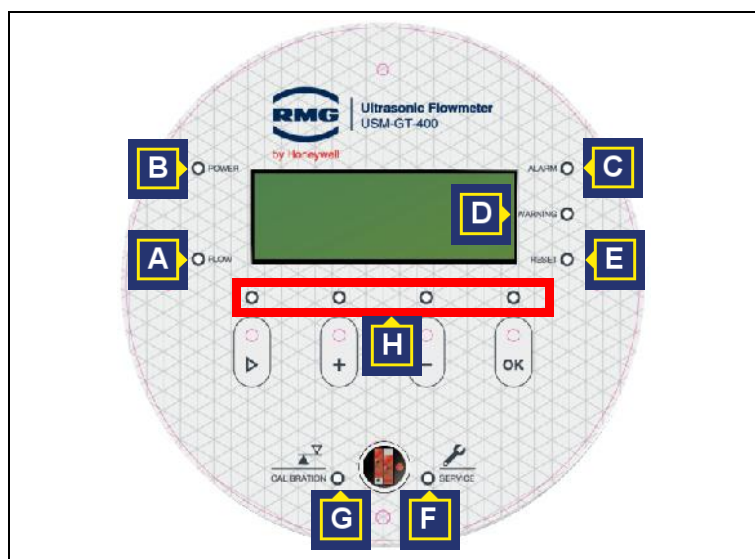 RMG
Ultrasonic Flowmeter
USM-GT-400
by Honeywell
B
POWER
ALARM
C
D
WARNING
A
FLOW
RESET
E
H
+
-
OK
CALIBRATION
SERVICE
G
F